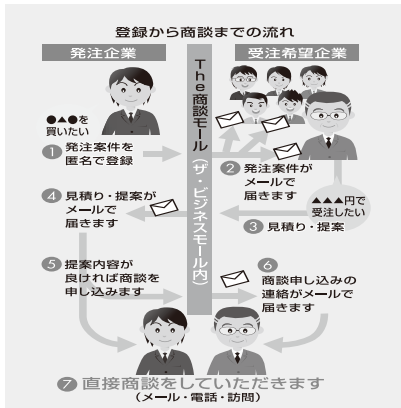 登録から商談までの流れ
発注企業
受注希望企業
The商談モール(ザ・ビジネスモール内)
●▲●を
買いたい
1 発注案件を
匿名で登録
2 発注案件が
メールで
届きます
▲▲▲円で
受注したい
3 見積り・提案
4 見積り・提案が
メールで
届きます
5 提案内容が
良ければ商談を
申し込みます
6
商談申し込みの
連絡がメールで
届きます
7 直接商談をしていただきます
(メール・電話・訪問)